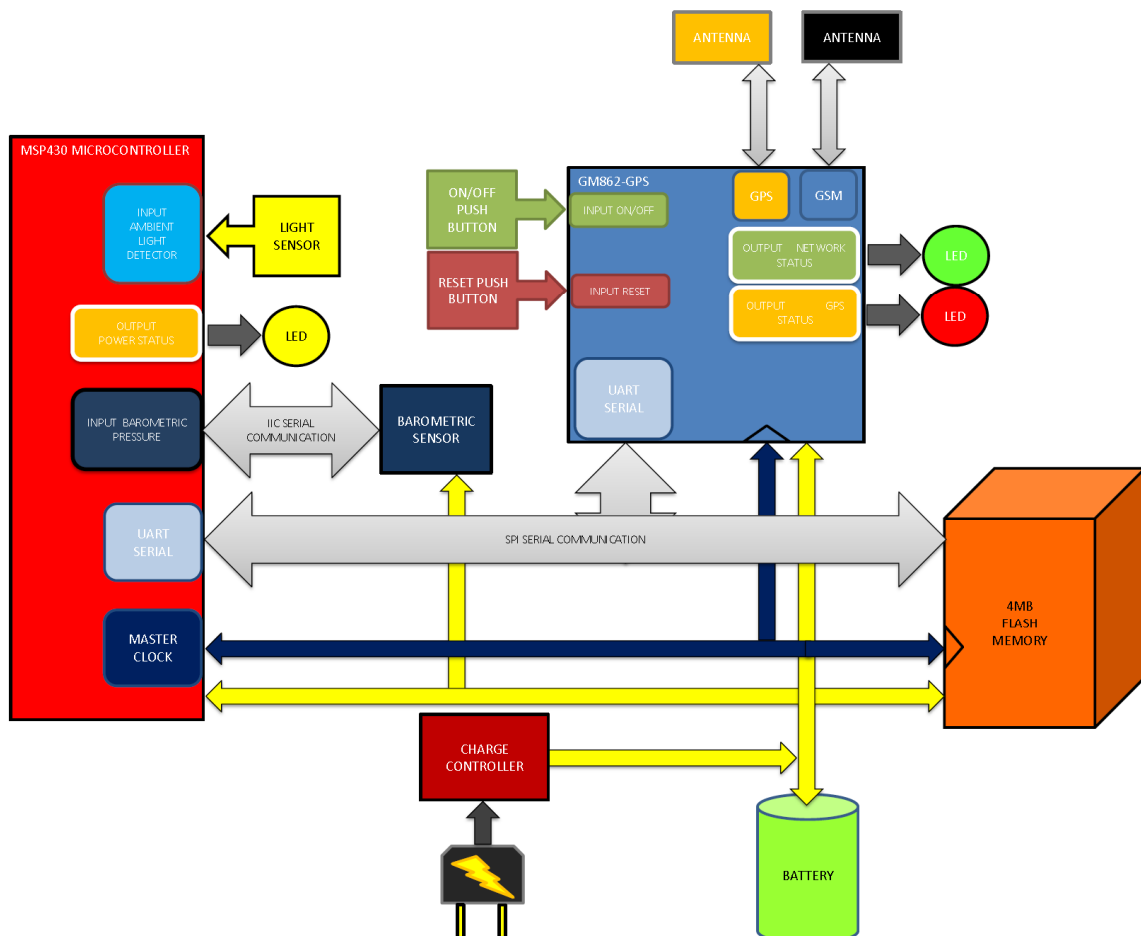 ANTENNA
ANTENNA
MSP430 MICROCONTROLLER
INPUT
AMBIENT
LIGHT
DETECTOR
LIGHT
SENSOR
OUTPUT
POWER STATUS
LED
INPUT BAROMETRIC
PRESSURE
IIC SERIAL
COMMUNICATION
BAROMETRIC
SENSOR
UART
SERIAL
MASTER
CLOCK
ON/OFF
PUSH
BUTTON
RESET PUSH
BUTTON
GM862-GPS
INPUT ON/OFF
INPUT RESET
GPS
GSM
OUTPUT NETWORK
STATUS
OUTPUT GPS
STATUS
LED
LED
UART
SERIAL
SPI SERIAL COMMUNICATION
4MB
FLASH
MEMORY
CHARGE
CONTROLLER
BATTERY